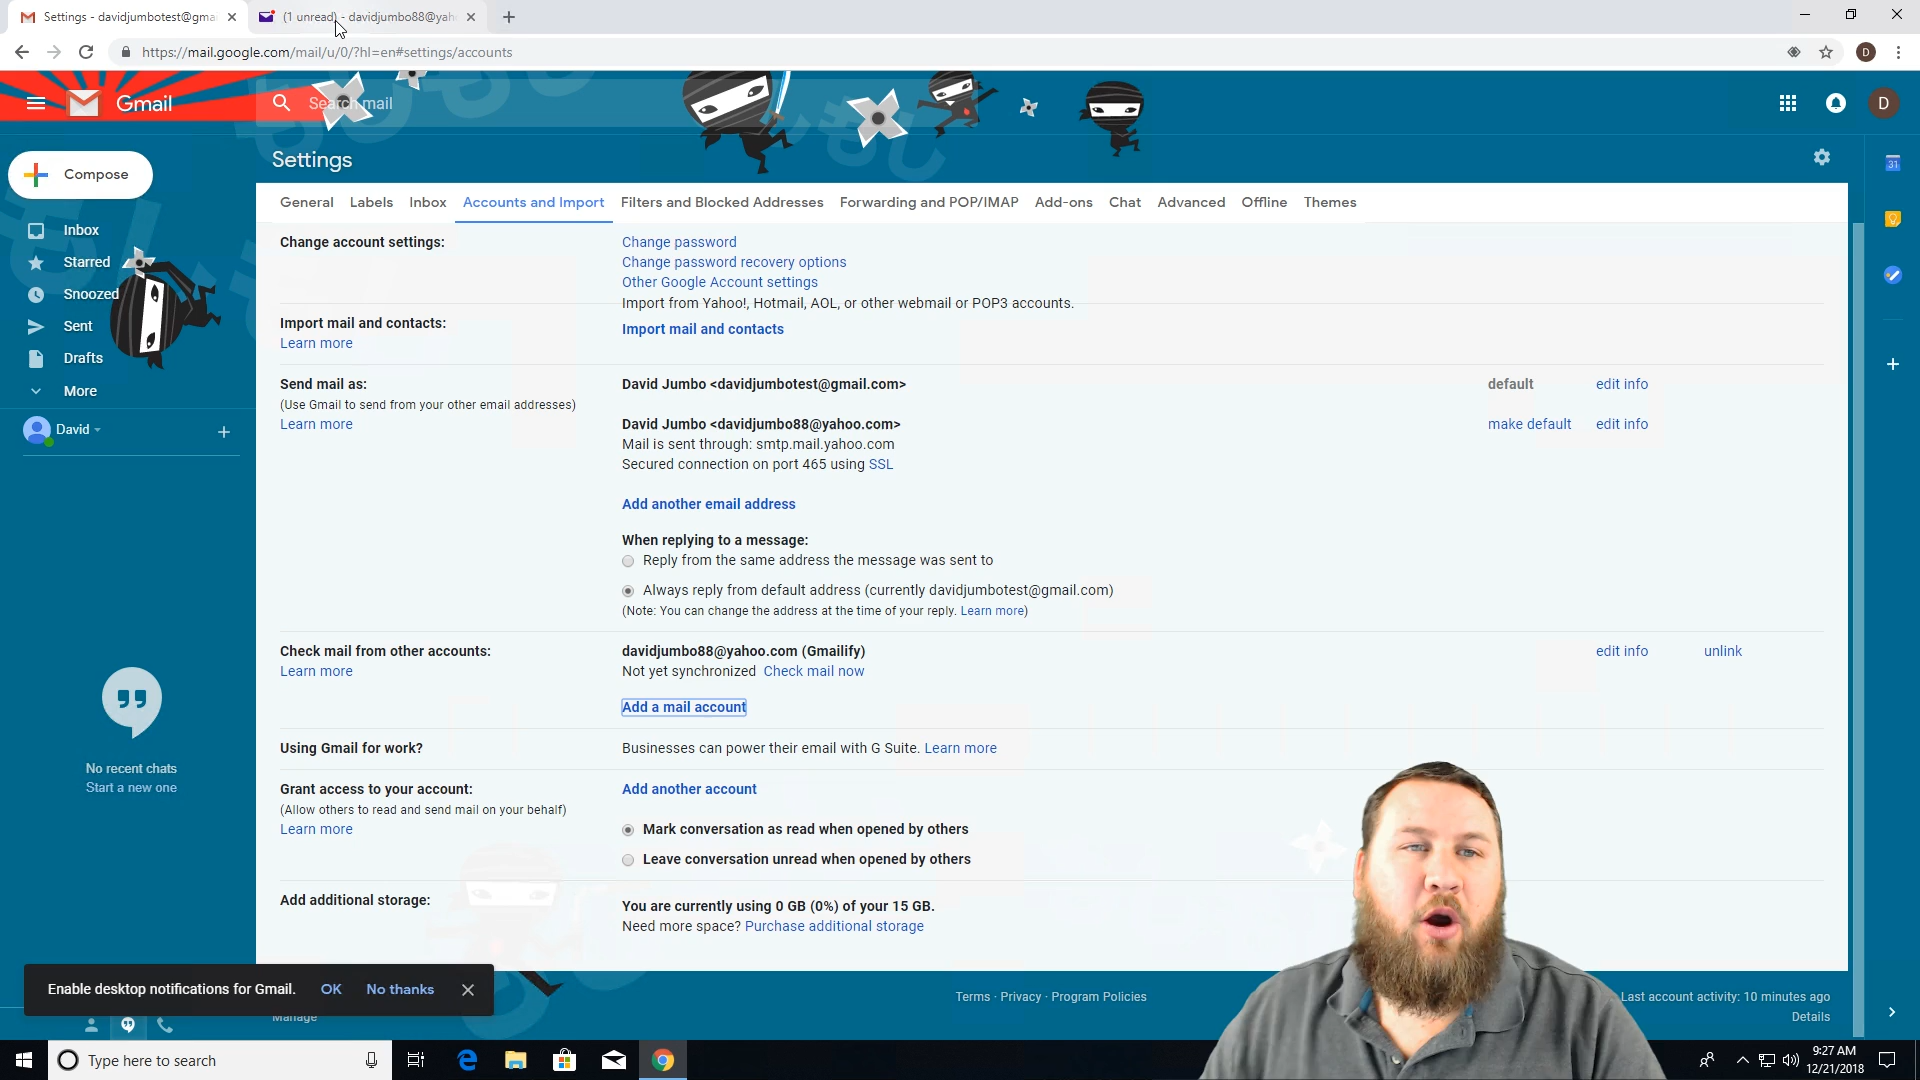 Settings - davidjumbotest@gma
(1 unread) - davidjumbo88@yah
https://mail.google.com/mail/u/0/?hl=en#settings/accounts
D
Gmail
Search mail
D
Settings
Compose
31
General Labels Inbox Accounts and Import Filters and Blocked Addresses Forwarding and POP/IMAP Add-ons Chat Advanced Offline Themes
Inbox
Starred
Snoozed
Sent
Drafts
More
David
Change account settings:
Change password
Change password recovery options
Other Google Account settings
Import from Yahoo!, Hotmail, AOL, or other webmail or POP3 accounts.
Import mail and contacts:
Import mail and contacts
Learn more
Send mail as:
David Jumbo <davidjumbotest@gmail.com> default edit info
(Use Gmail to send from your other email addresses)
Learn more
David Jumbo <davidjumbo88@yahoo.com> make default edit info
Mail is sent through: smtp.mail.yahoo.com
Secured connection on port 465 using SSL
Add another email address
When replying to a message:
Reply from the same address the message was sent to
Always reply from default address (currently davidjumbotest@gmail.com)
(Note: You can change the address at the time of your reply. Learn more)
Check mail from other accounts:
davidjumbo88@yahoo.com (Gmailify) edit info unlink
Learn more
Not yet synchronized Check mail now
Add a mail account
Using Gmail for work?
Businesses can power their email with G Suite. Learn more
No recent chats
Start a new one
Grant access to your account:
Add another account
(Allow others to read and send mail on your behalf)
Learn more
Mark conversation as read when opened by others
Leave conversation unread when opened by others
Add additional storage:
You are currently using 0 GB (0%) of your 15 GB.
Need more space? Purchase additional storage
Enable desktop notifications for Gmail. OK No thanks
Manage
Terms · Privacy · Program Policies
Last account activity: 10 minutes ago
Details
Type here to search
9:27 AM
12/21/2018